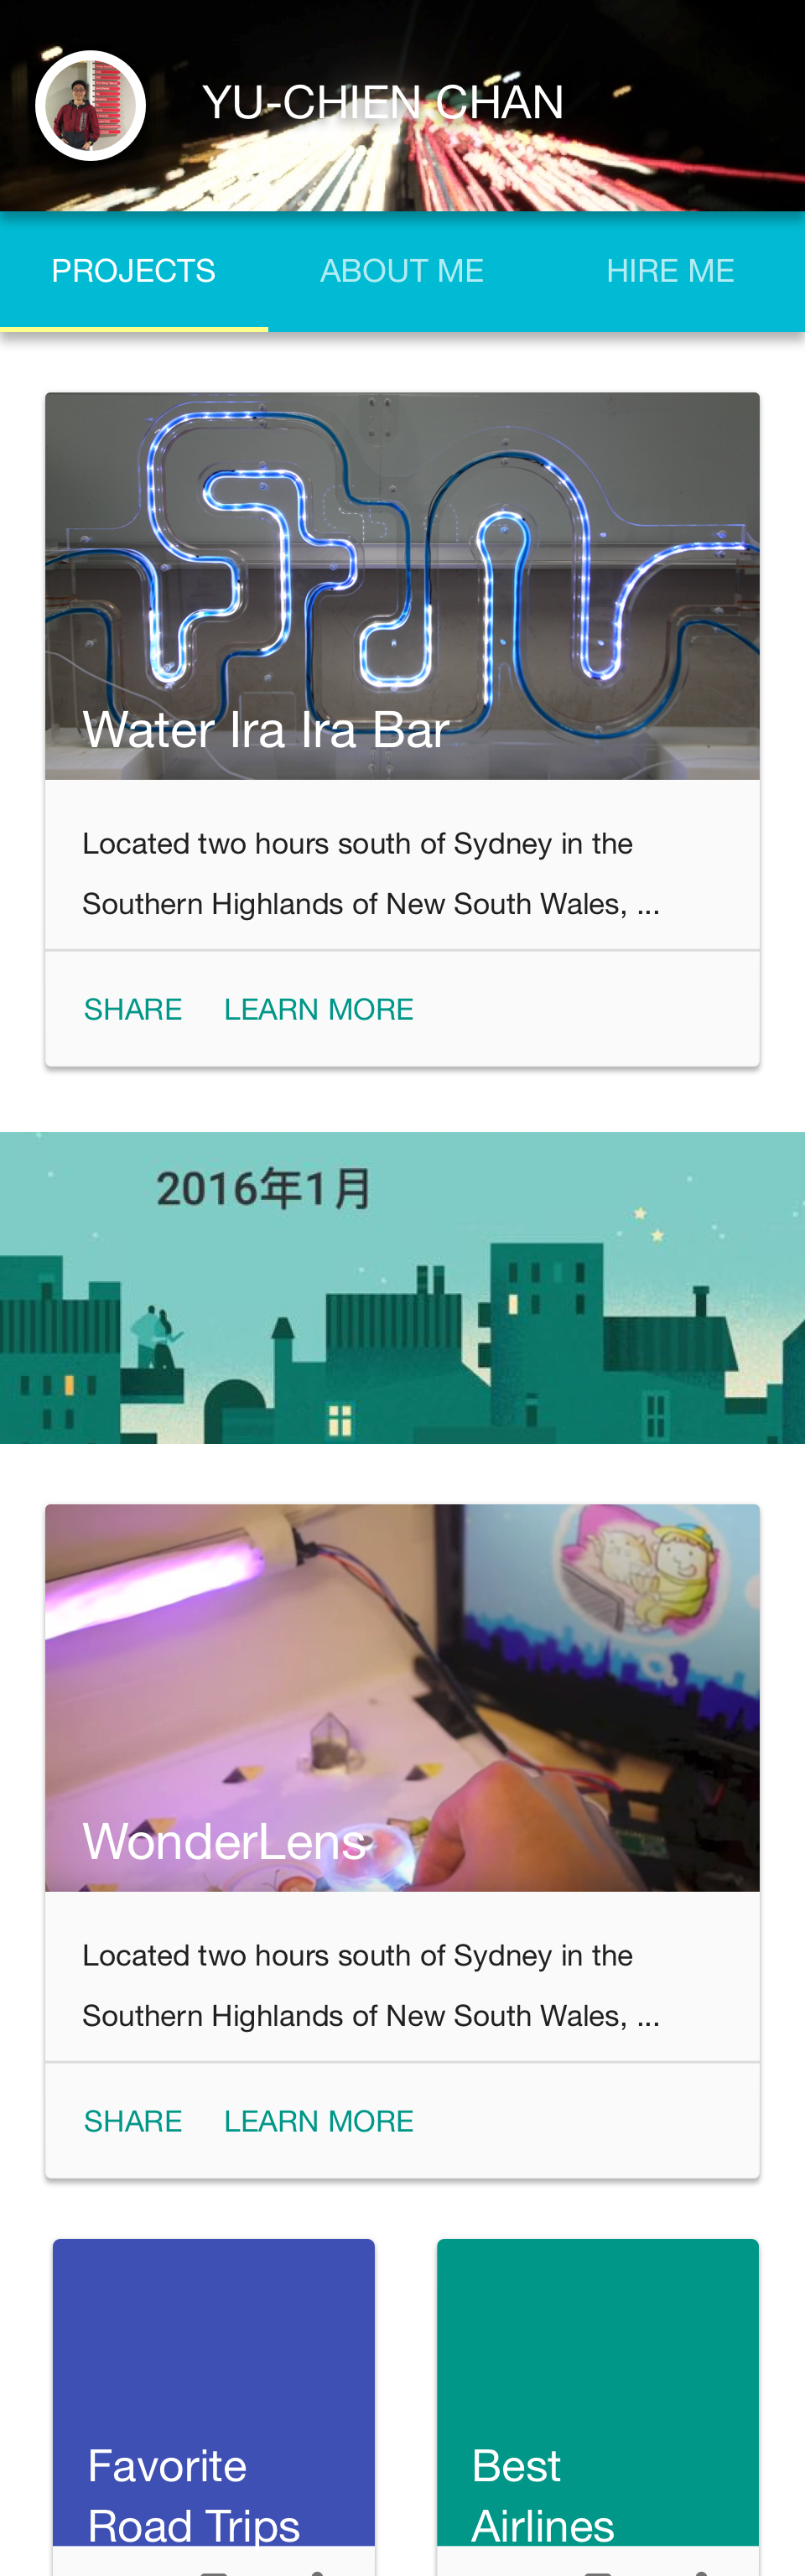 YU-CHIEN CHAN
PROJECTS
ABOUT ME
HIRE ME
Water Ira Ira Bar
Located two hours south of Sydney in the
Southern Highlands of New South Wales, ...
SHARE
LEARN MORE
2016年1月
WonderLens
Located two hours south of Sydney in the
Southern Highlands of New South Wales, ...
SHARE
LEARN MORE
Favorite
Road Trips
Best
Airlines